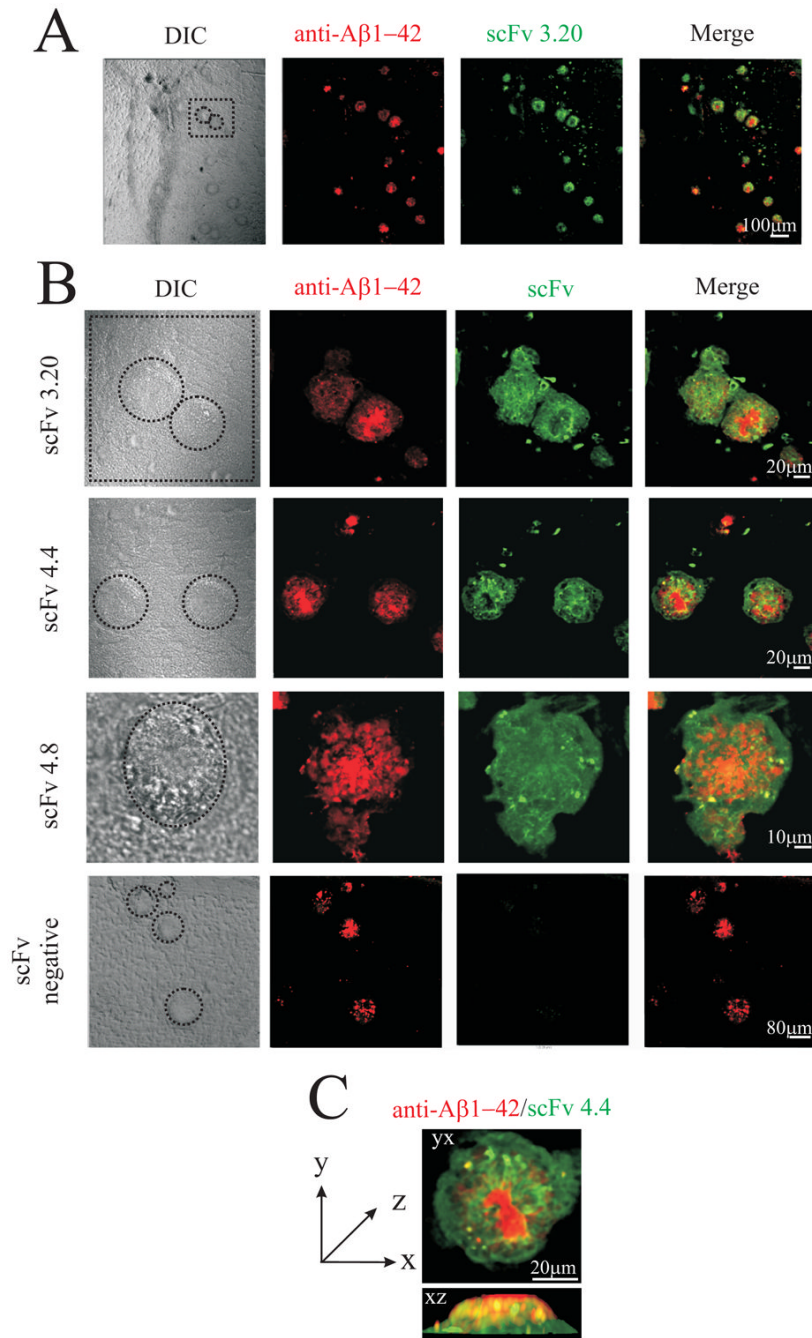 A
DIC anti-Aβ1–42 scFv 3.20 Merge
100μm
B
DIC anti-Aβ1–42 scFv Merge
scFv 3.20
20μm
scFv 4.4
20μm
scFv 4.8
10μm
scFv
negative
80μm
C
anti-Aβ1–42/scFv 4.4
yx
y
z
x
20μm
xz